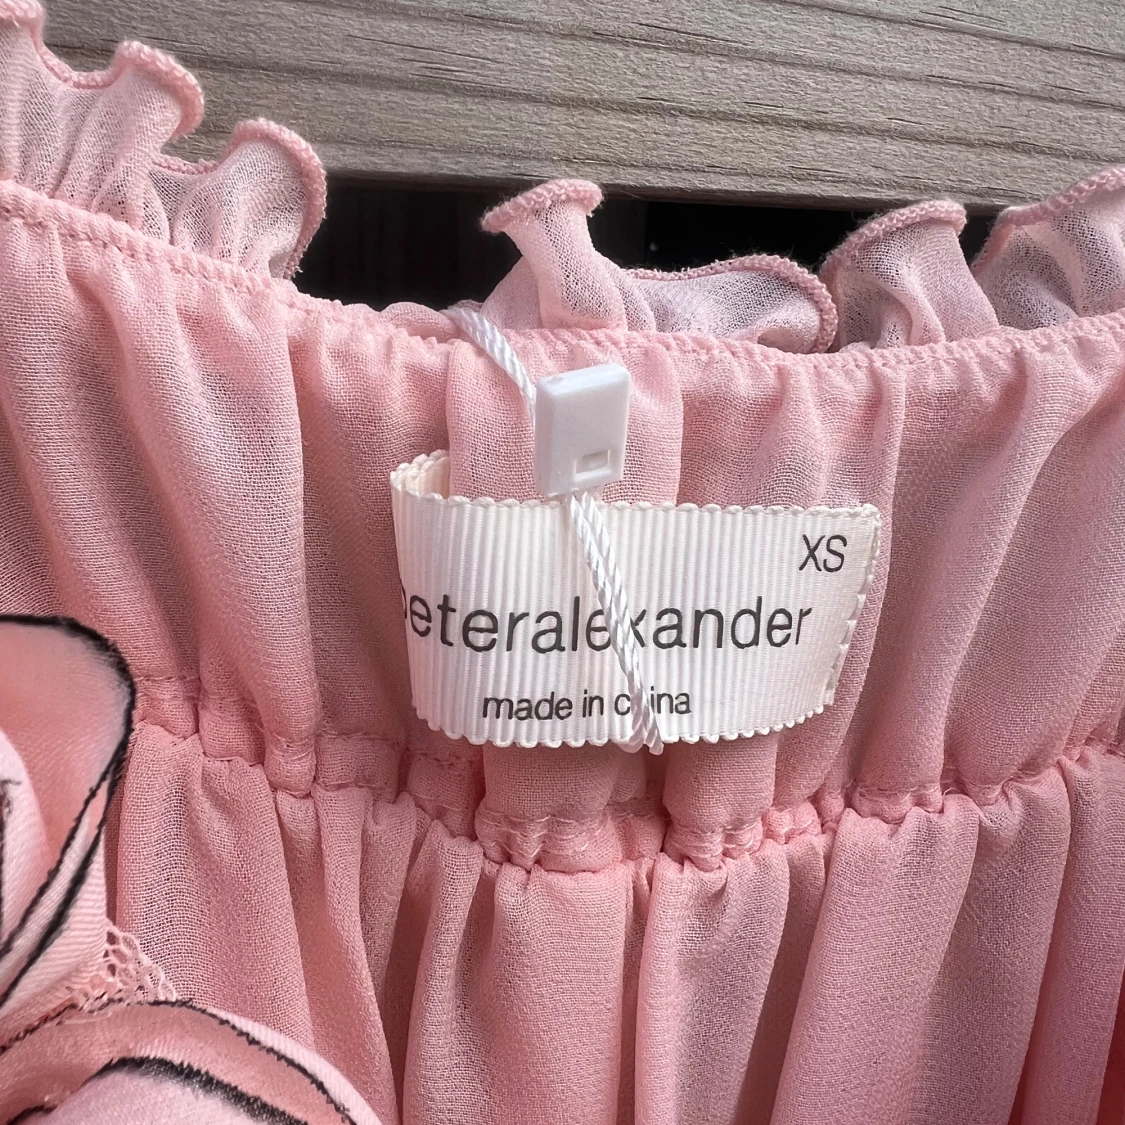 XS
peteralexander
made in china